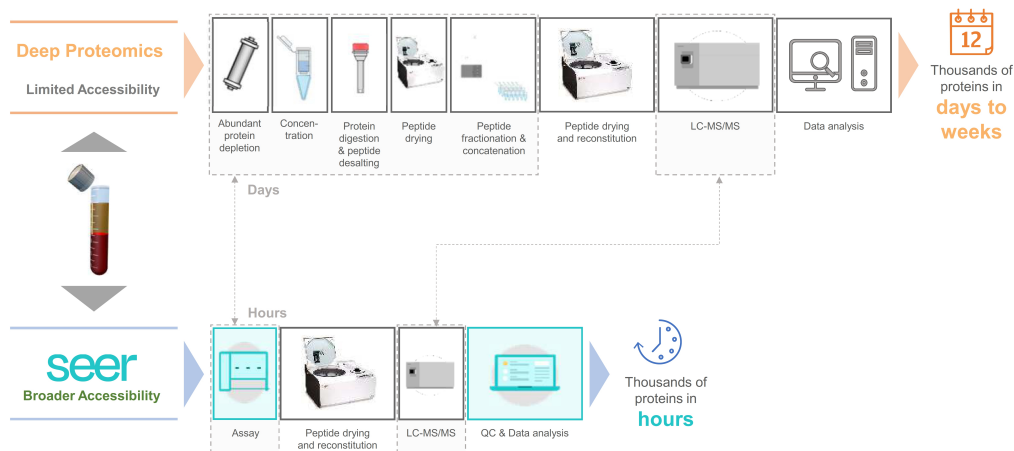 Deep Proteomics
Limited Accessibility
Abundant
protein
depletion
Concen-
tration
Protein
digestion
& peptide
desalting
Peptide
drying
Peptide
fractionation &
concatenation
Peptide drying
and reconstitution
LC-MS/MS
Data analysis
12
Thousands of
proteins in
days to
weeks
Days
Hours
seer
Broader Accessibility
Assay
Peptide drying
and reconstitution
LC-MS/MS
QC & Data analysis
Thousands of
proteins in
hours